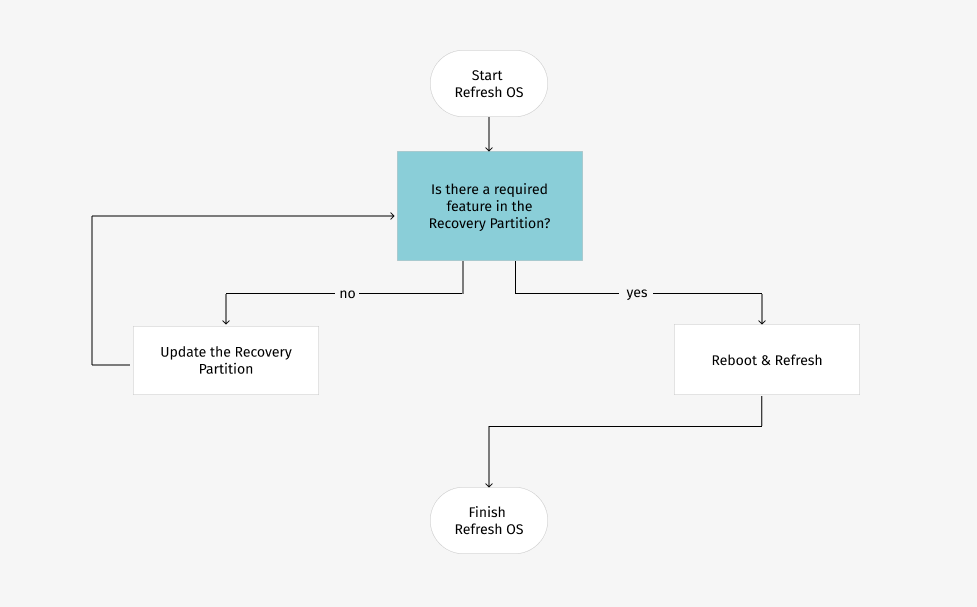 Start
Refresh OS
Is there a required
feature in the
Recovery Partition?
no
yes
Update the Recovery
Partition
Reboot & Refresh
Finish
Refresh OS